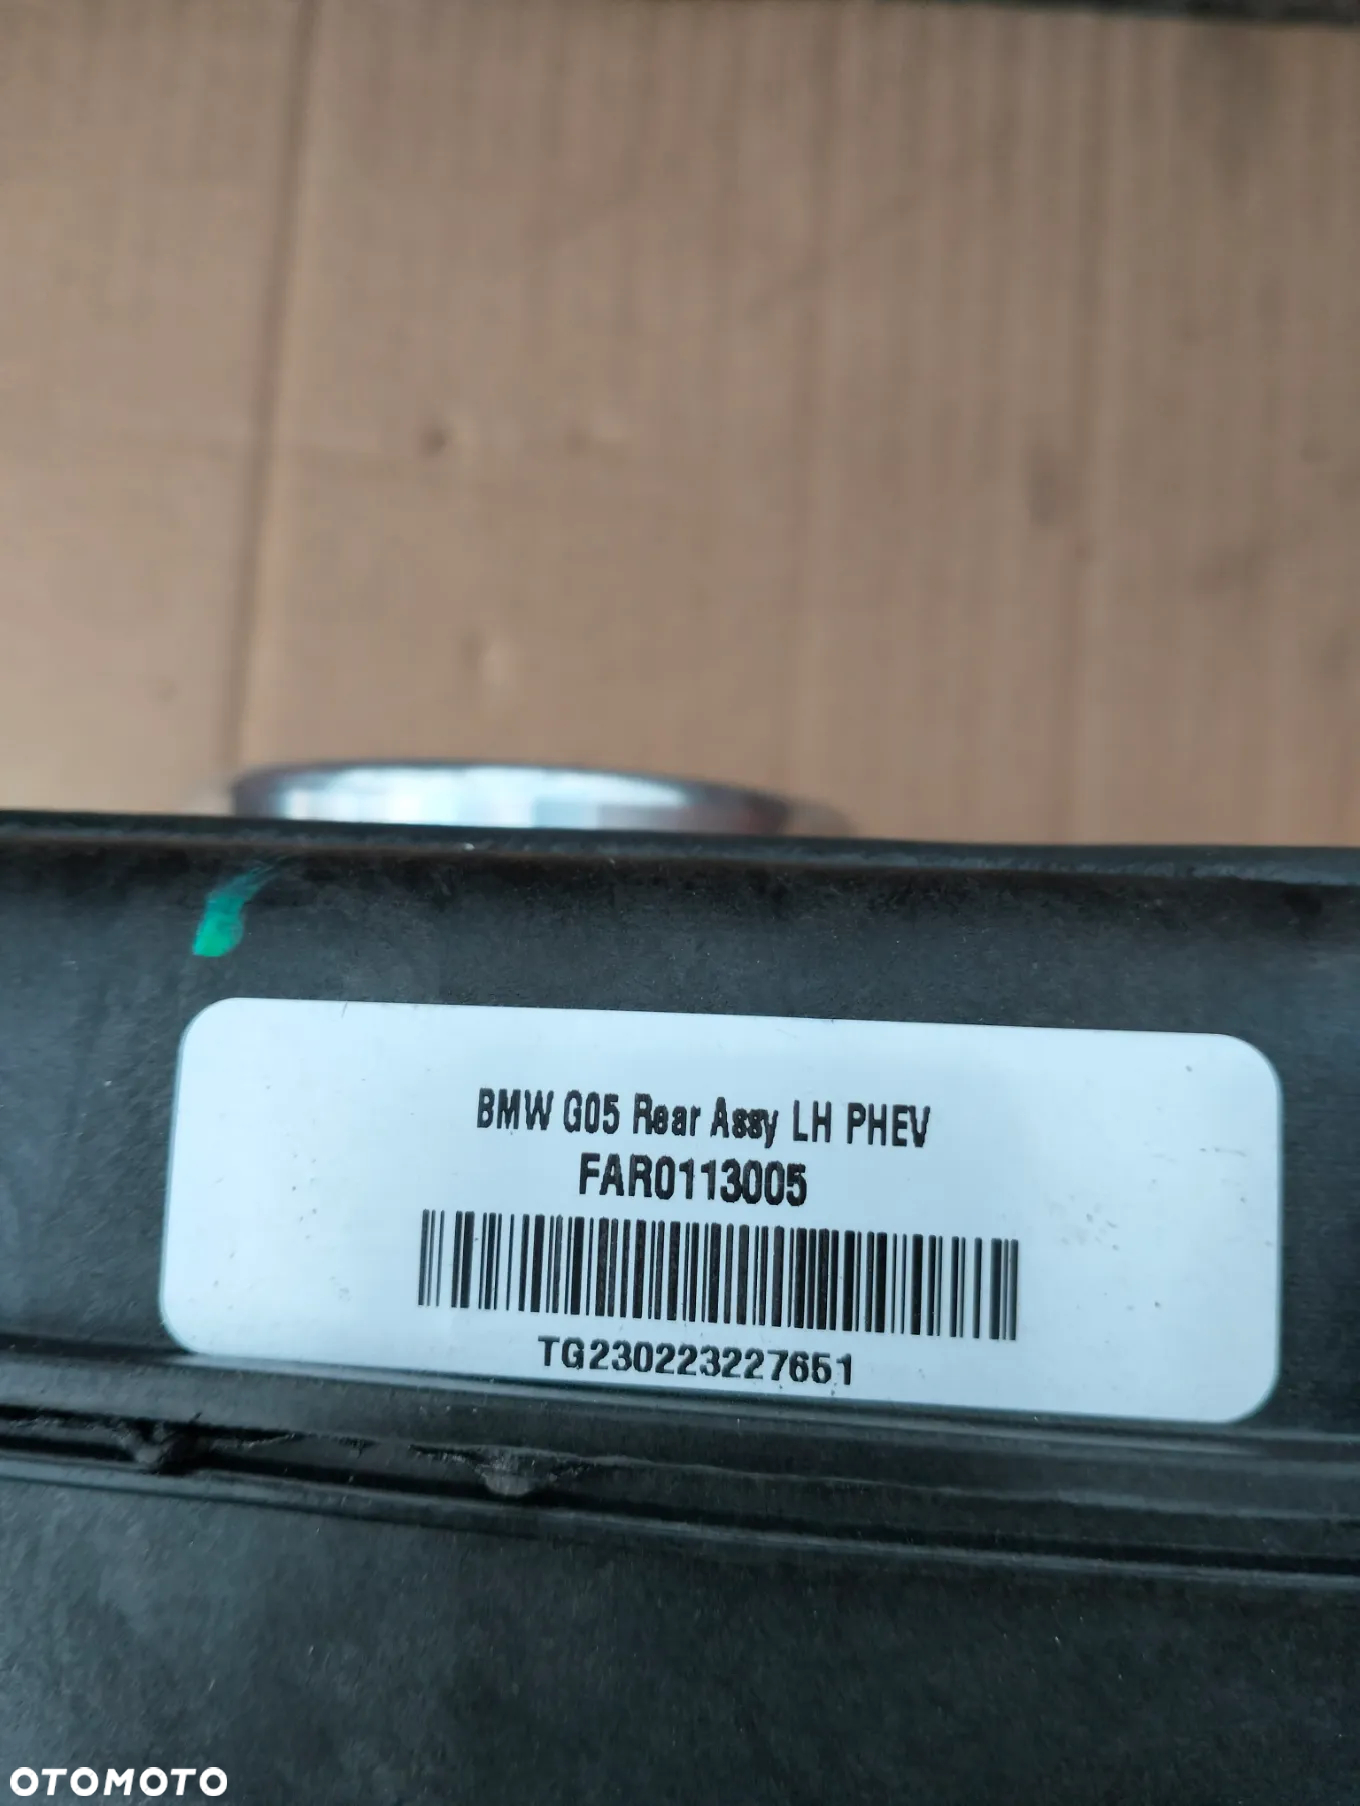 BMW G05 Rear Assy LH PHEV
FAR0113005
TG230223227651
OTOMOTO